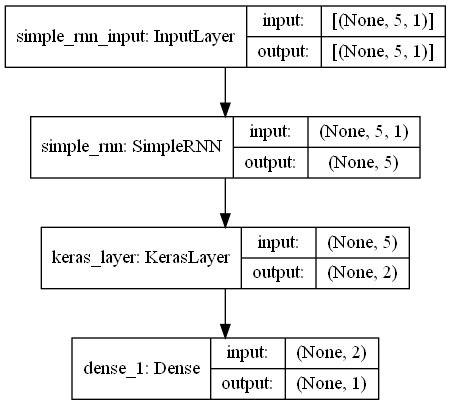 simple_rnn_input: InputLayer
input:
[(None, 5, 1)]
output:
[(None, 5, 1)]
simple_rnn: SimpleRNN
input:
(None, 5, 1)
output:
(None, 5)
keras_layer: KerasLayer
input:
(None, 5)
output:
(None, 2)
dense_1: Dense
input:
(None, 2)
output:
(None, 1)